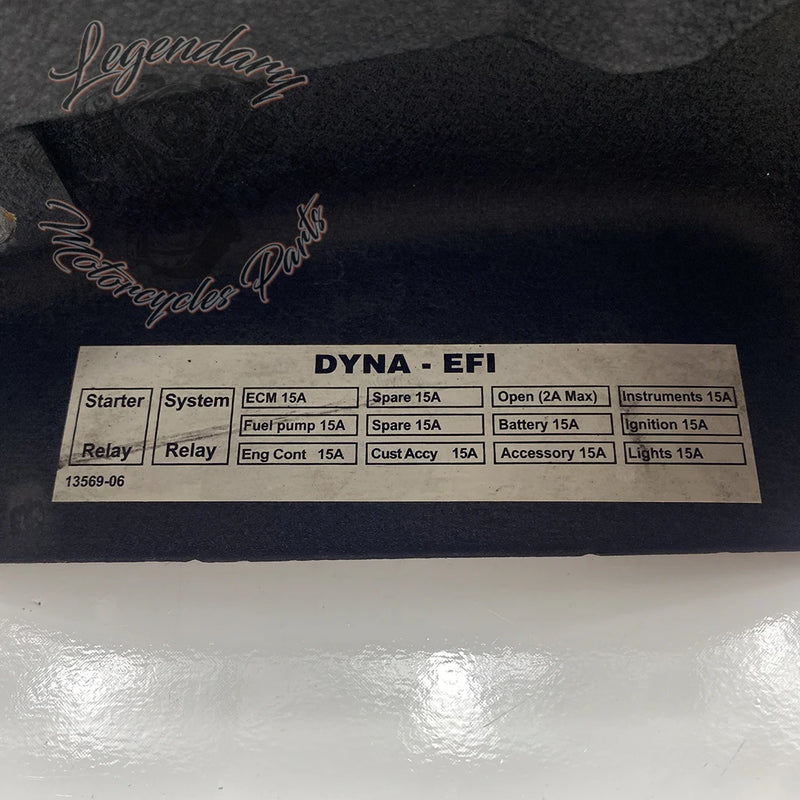 Legendary
Motorcycles Parts
DYNA - EFI
Starter Relay
System Relay
ECM 15A
Spare 15A
Open (2A Max)
Instruments 15A
Fuel pump 15A
Spare 15A
Battery 15A
Ignition 15A
Eng Cont 15A
Cust Accy 15A
Accessory 15A
Lights 15A
13569-06